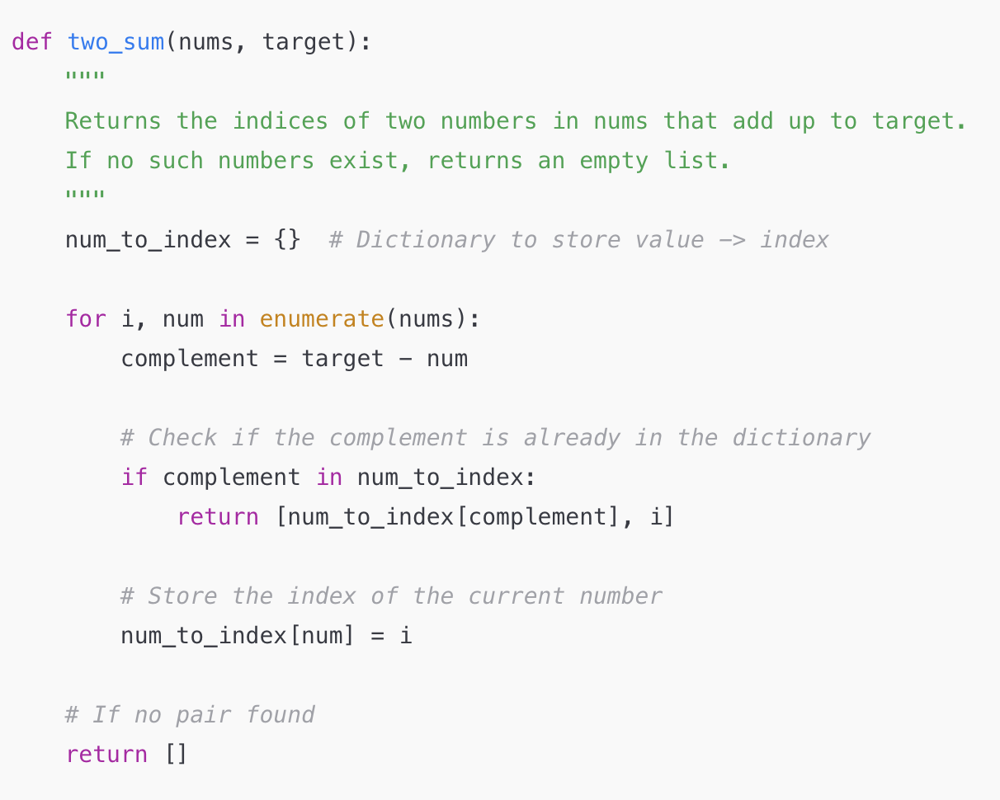 def two_sum(nums, target):
    """
    Returns the indices of two numbers in nums that add up to target.
    If no such numbers exist, returns an empty list.
    """
    num_to_index = {}  # Dictionary to store value -> index

    for i, num in enumerate(nums):
        complement = target - num

        # Check if the complement is already in the dictionary
        if complement in num_to_index:
            return [num_to_index[complement], i]

        # Store the index of the current number
        num_to_index[num] = i

    # If no pair found
    return []